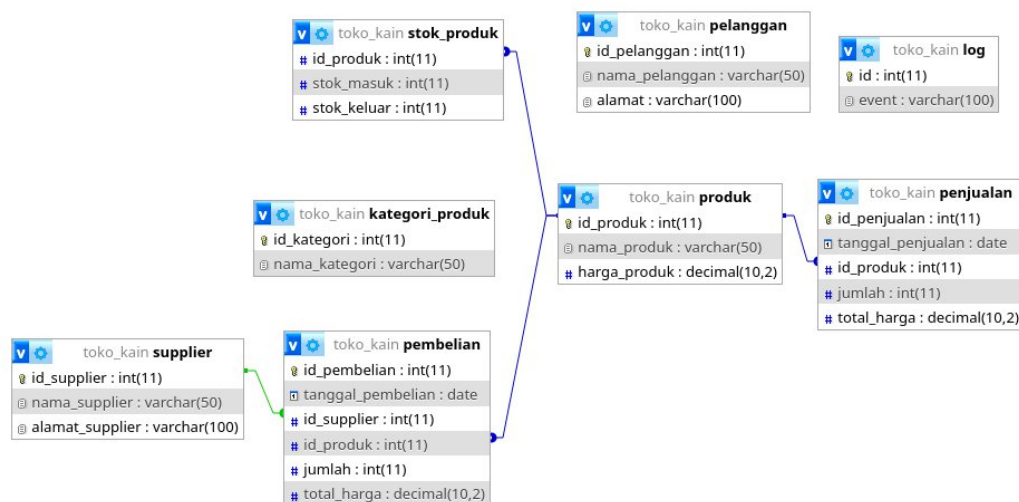 toko_kain stok_produk
id_produk : int(11)
stok_masuk : int(11)
stok_keluar : int(11)
toko_kain pelanggan
id_pelanggan : int(11)
nama_pelanggan : varchar(50)
alamat : varchar(100)
toko_kain log
id : int(11)
event : varchar(100)
toko_kain kategori_produk
id_kategori : int(11)
nama_kategori : varchar(50)
toko_kain produk
id_produk : int(11)
nama_produk : varchar(50)
harga_produk : decimal(10,2)
toko_kain penjualan
id_penjualan : int(11)
tanggal_penjualan : date
id_produk : int(11)
jumlah : int(11)
total_harga : decimal(10,2)
toko_kain supplier
id_supplier : int(11)
nama_supplier : varchar(50)
alamat_supplier : varchar(100)
toko_kain pembelian
id_pembelian : int(11)
tanggal_pembelian : date
id_supplier : int(11)
id_produk : int(11)
jumlah : int(11)
total_harga : decimal(10,2)